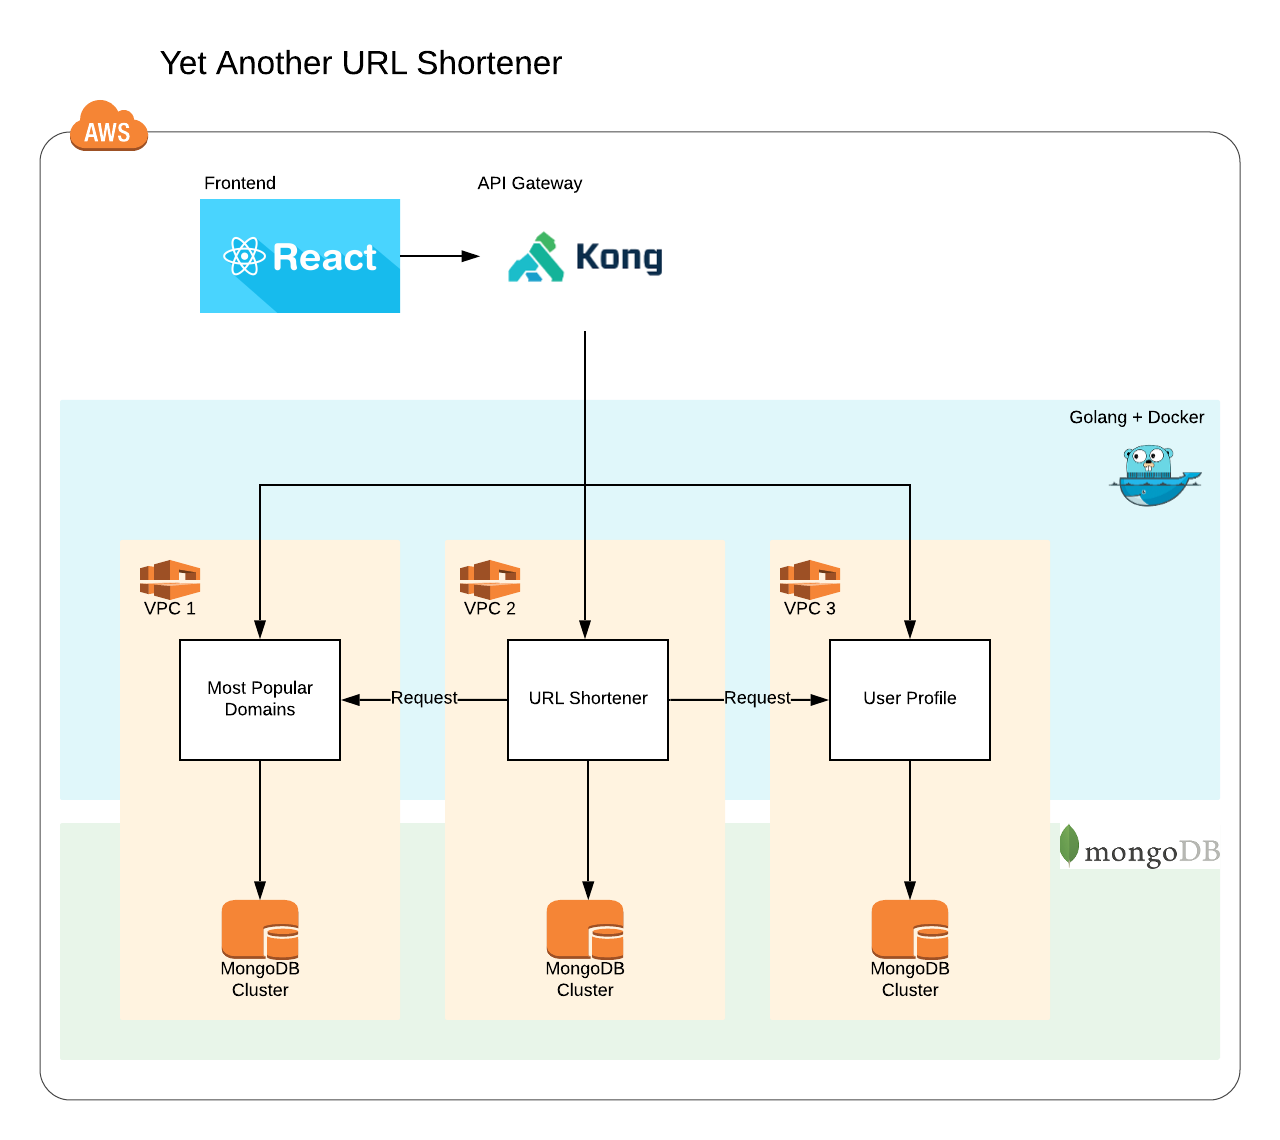 Yet Another URL Shortener
AWS
Frontend
API Gateway
React
Kong
Golang + Docker
VPC 1
VPC 2
VPC 3
Most Popular
Domains
Request
URL Shortener
Request
User Profile
mongoDB
MongoDB
Cluster
MongoDB
Cluster
MongoDB
Cluster